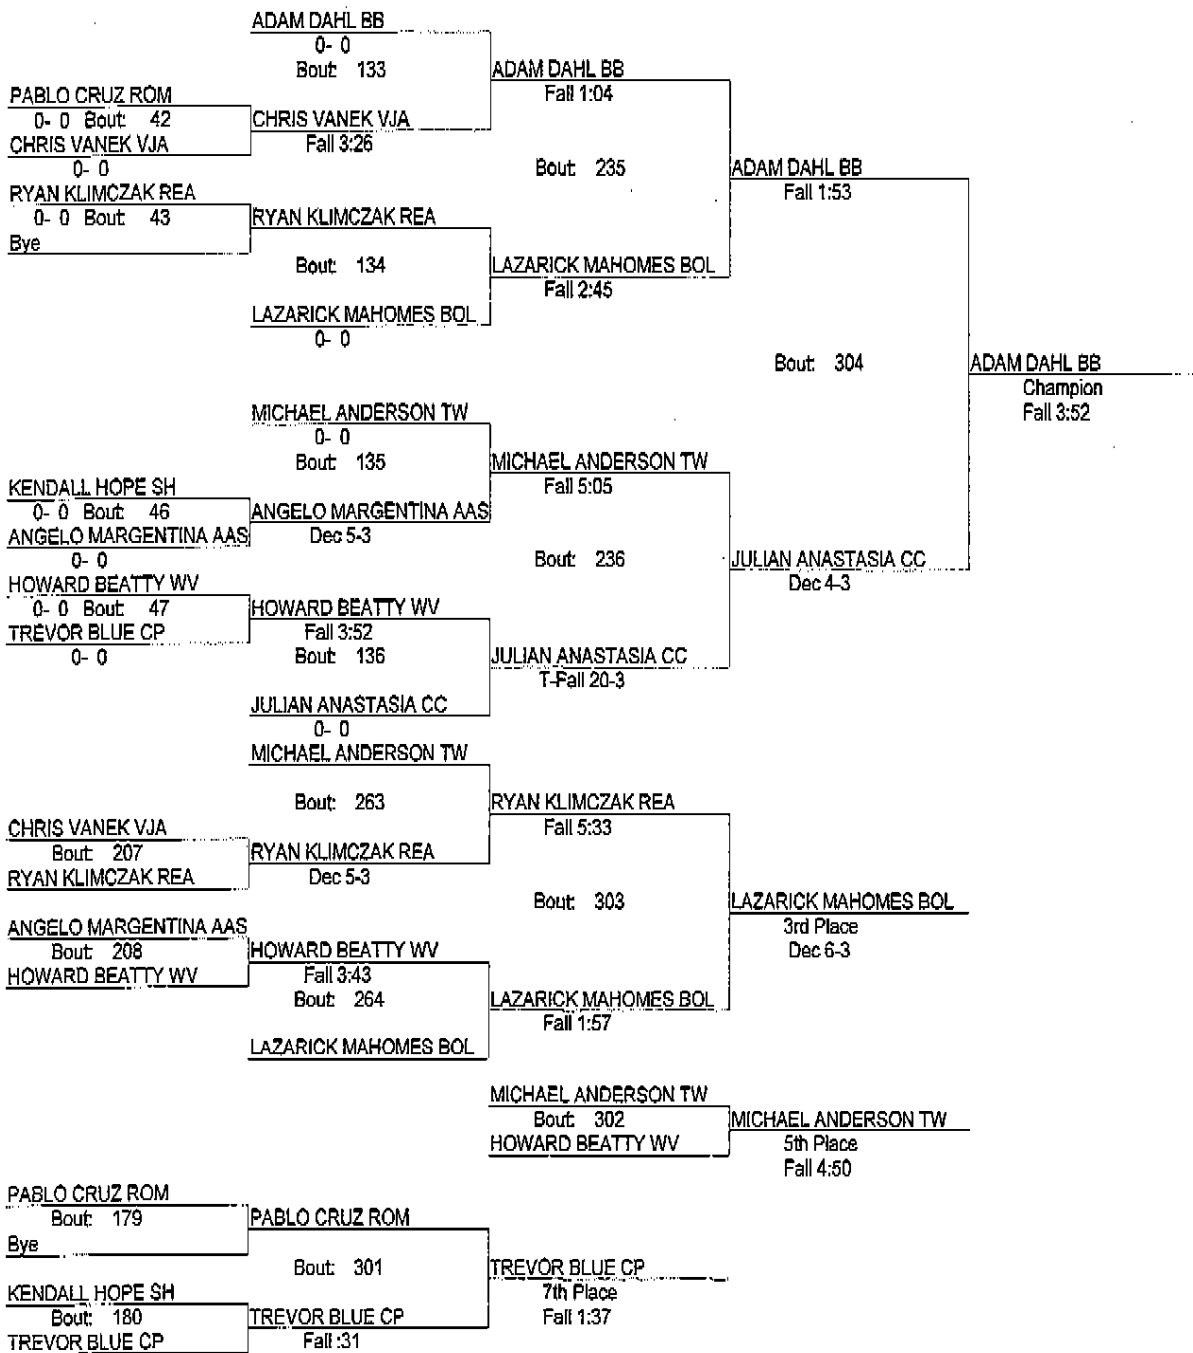 ADAM DAHL BB
0- 0
Bout: 133
ADAM DAHL BB
Fall 1:04
PABLO CRUZ ROM
0- 0 Bout: 42
CHRIS VANEK VJA
Fall 3:26
CHRIS VANEK VJA
0- 0
Bout: 235
ADAM DAHL BB
Fall 1:53
RYAN KLIMCZAK REA
0- 0 Bout: 43
RYAN KLIMCZAK REA
Bye
Bout: 134
LAZARICK MAHOMES BOL
Fall 2:45
LAZARICK MAHOMES BOL
0- 0
Bout: 304
ADAM DAHL BB
Champion
Fall 3:52
MICHAEL ANDERSON TW
0- 0
Bout: 135
MICHAEL ANDERSON TW
Fall 5:05
KENDALL HOPE SH
0- 0 Bout: 46
ANGELO MARGENTINA AAS
Dec 5-3
ANGELO MARGENTINA AAS
0- 0
Bout: 236
JULIAN ANASTASIA CC
Dec 4-3
HOWARD BEATTY WV
0- 0 Bout: 47
HOWARD BEATTY WV
Fall 3:52
TREVOR BLUE CP
0- 0
Bout: 136
JULIAN ANASTASIA CC
T-Fall 20-3
JULIAN ANASTASIA CC
0- 0
MICHAEL ANDERSON TW
Bout: 263
RYAN KLIMCZAK REA
Fall 5:33
CHRIS VANEK VJA
Bout: 207
RYAN KLIMCZAK REA
Dec 5-3
RYAN KLIMCZAK REA
Bout: 303
LAZARICK MAHOMES BOL
3rd Place
Dec 6-3
ANGELO MARGENTINA AAS
Bout: 208
HOWARD BEATTY WV
Fall 3:43
HOWARD BEATTY WV
Bout: 264
LAZARICK MAHOMES BOL
Fall 1:57
LAZARICK MAHOMES BOL
MICHAEL ANDERSON TW
Bout: 302
MICHAEL ANDERSON TW
5th Place
Fall 4:50
HOWARD BEATTY WV
PABLO CRUZ ROM
Bout: 179
PABLO CRUZ ROM
Bye
Bout: 301
TREVOR BLUE CP
7th Place
Fall 1:37
KENDALL HOPE SH
Bout: 180
TREVOR BLUE CP
Fall :31
TREVOR BLUE CP